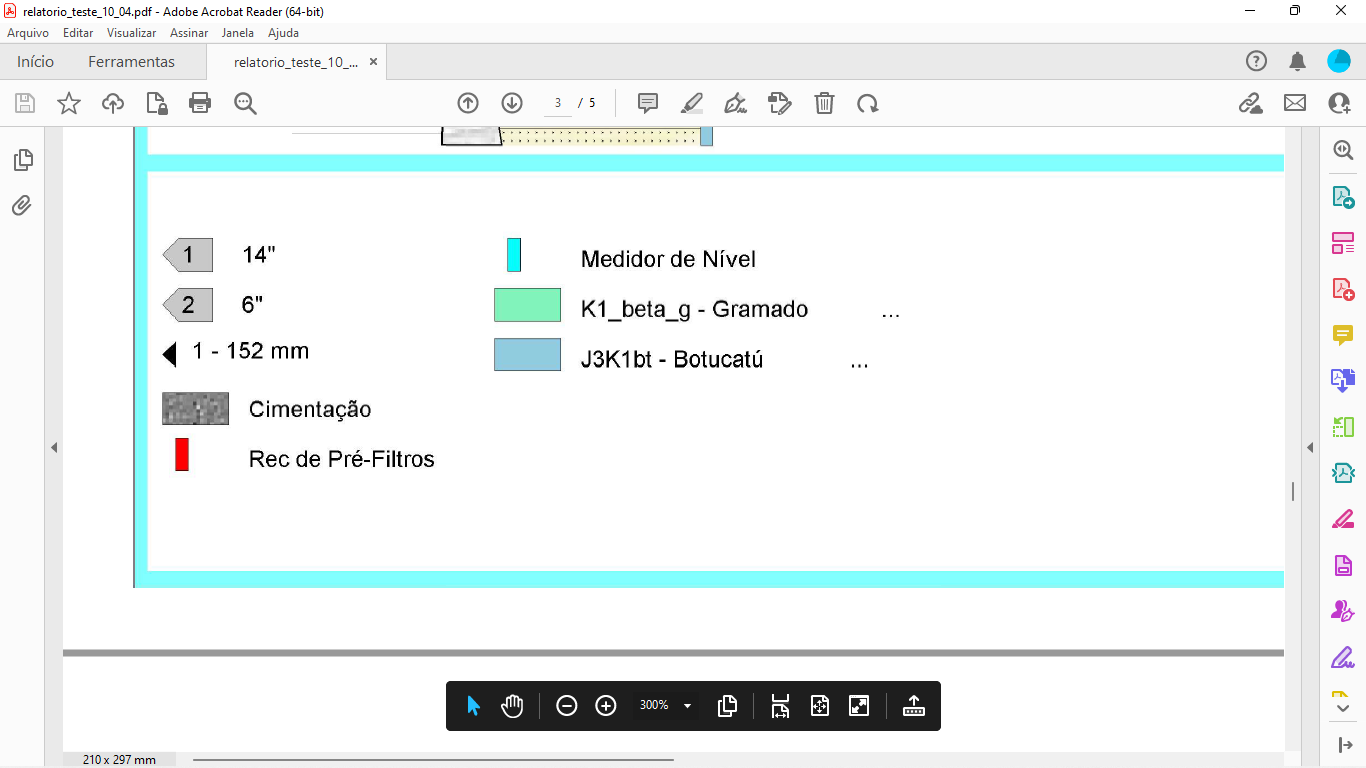 relatorio_teste_10_04.pdf - Adobe Acrobat Reader (64-bit)
Arquivo Editar Visualizar Assinar Janela Ajuda
Início Ferramentas relatorio_teste_10_... ×
3 / 5
1 14" Medidor de Nível
2 6" K1_beta_g - Gramado ...
1 - 152 mm J3K1bt - Botucatú ...
Cimentação
Rec de Pré-Filtros
300%
210 x 297 mm